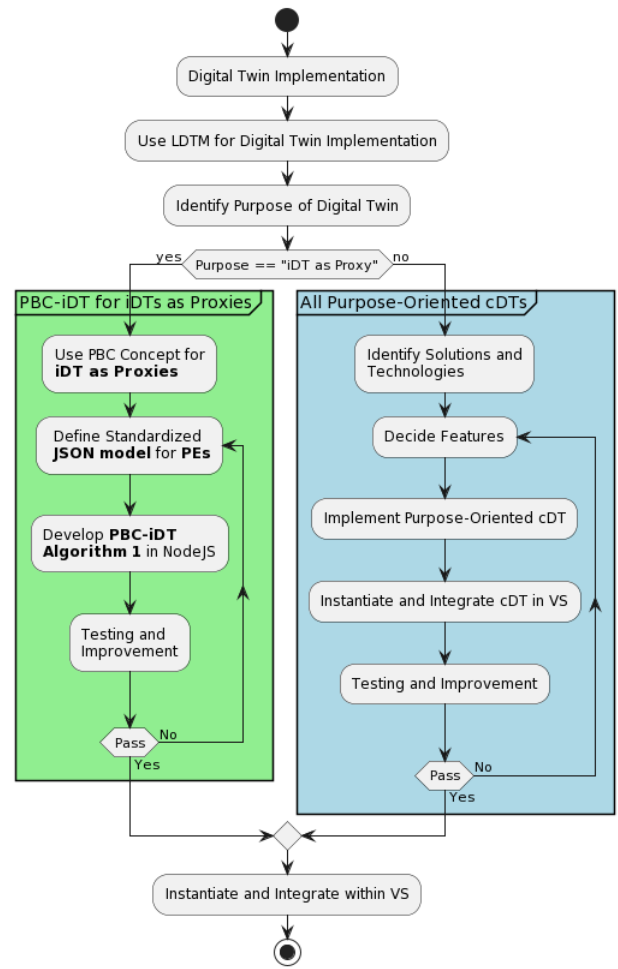 Digital Twin Implementation
Use LDTM for Digital Twin Implementation
Identify Purpose of Digital Twin
yes
Purpose == "iDT as Proxy"
no
PBC-iDT for iDTs as Proxies
Use PBC Concept for
iDT as Proxies
Define Standardized
JSON model for PEs
Develop PBC-iDT
Algorithm 1 in NodeJS
Testing and
Improvement
Pass
No
Yes
All Purpose-Oriented cDTs
Identify Solutions and
Technologies
Decide Features
Implement Purpose-Oriented cDT
Instantiate and Integrate cDT in VS
Testing and Improvement
Pass
No
Yes
Instantiate and Integrate within VS